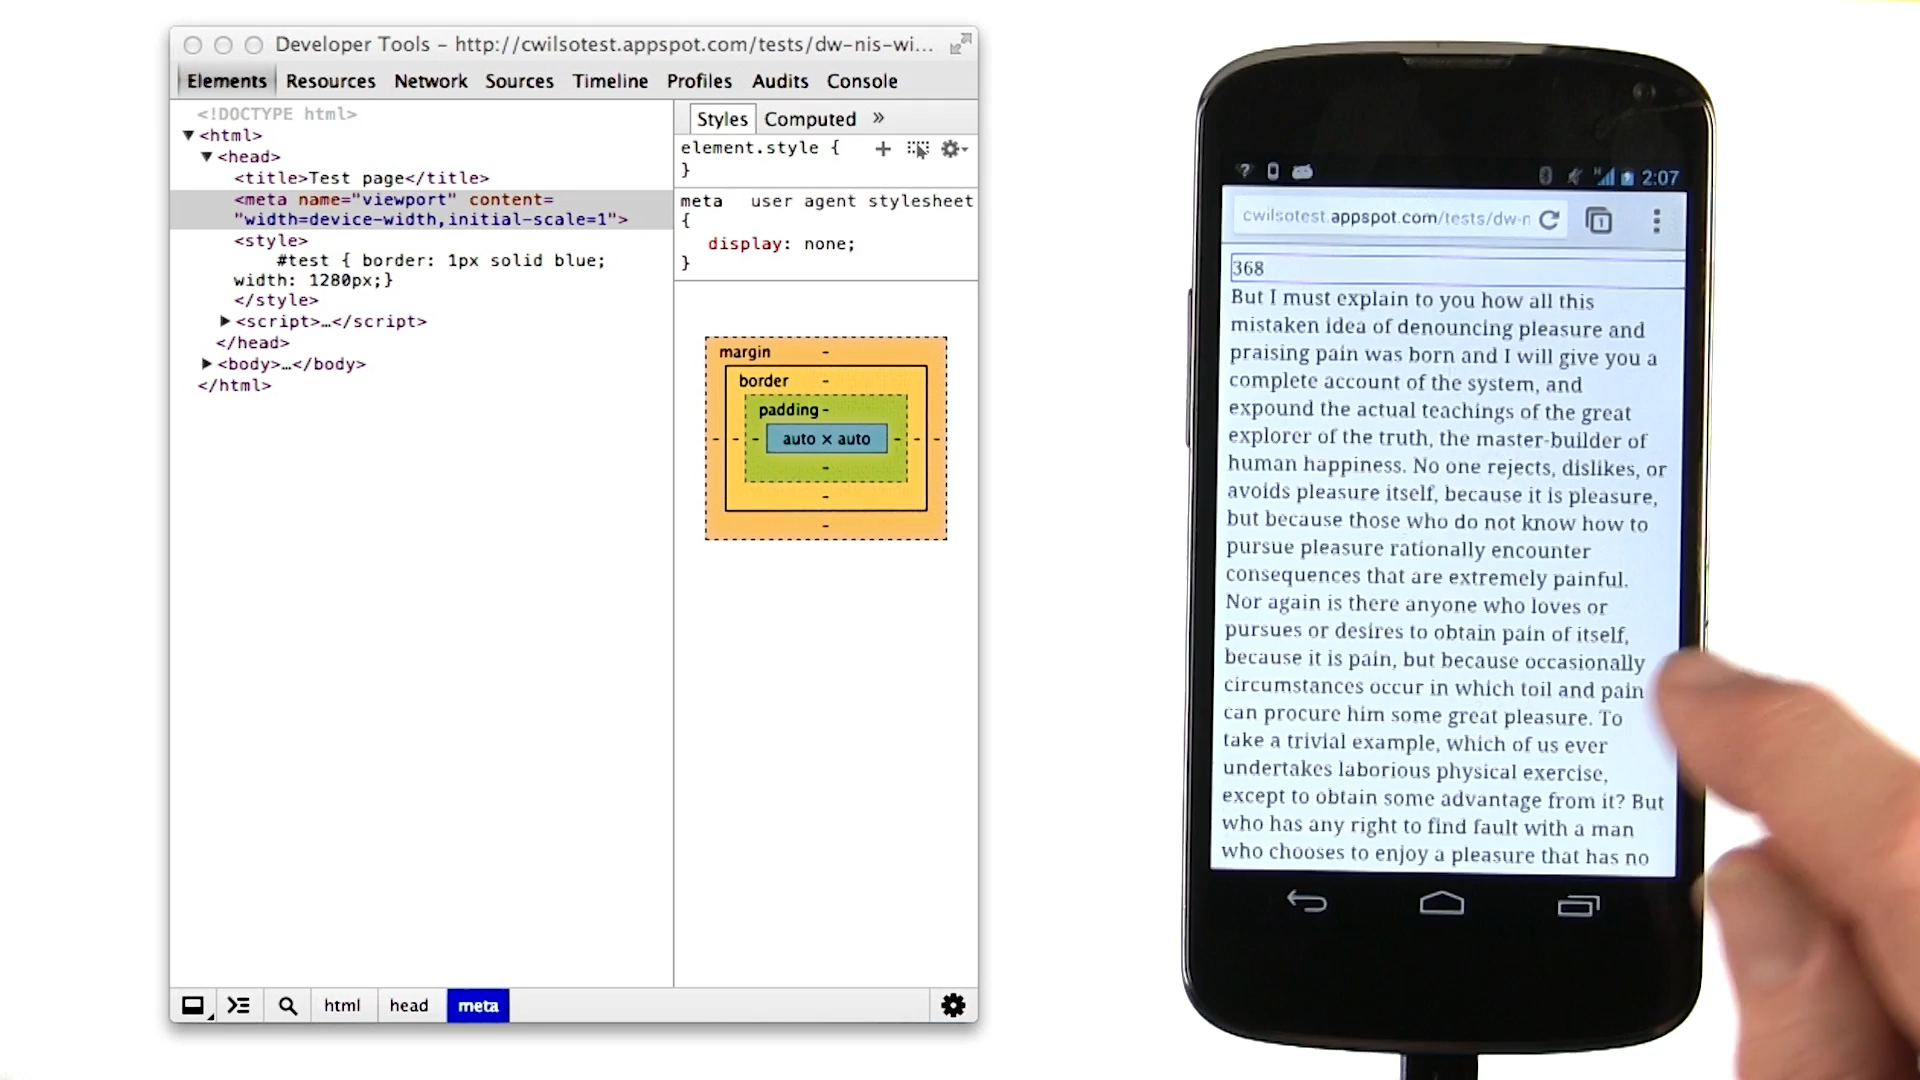 Developer Tools - http://cwilsotest.appspot.com/tests/dw-nis-wi...
Elements Resources Network Sources Timeline Profiles Audits Console
<!DOCTYPE html>
▼<html>
▼<head>
<title>Test page</title>
<meta name="viewport" content=
"width=device-width,initial-scale=1">
<style>
#test { border: 1px solid blue;
width: 1280px;}
</style>
▶<script>…</script>
</head>
▶<body>…</body>
</html>
Styles Computed »
element.style {
}
meta user agent stylesheet
{
display: none;
}
margin -
border -
padding -
- - - auto × auto - - -
-
-
-
html head meta
2:07
cwilsotest.appspot.com/tests/dw-n
1
368
But I must explain to you how all this
mistaken idea of denouncing pleasure and
praising pain was born and I will give you a
complete account of the system, and
expound the actual teachings of the great
explorer of the truth, the master-builder of
human happiness. No one rejects, dislikes, or
avoids pleasure itself, because it is pleasure,
but because those who do not know how to
pursue pleasure rationally encounter
consequences that are extremely painful.
Nor again is there anyone who loves or
pursues or desires to obtain pain of itself,
because it is pain, but because occasionally
circumstances occur in which toil and pain
can procure him some great pleasure. To
take a trivial example, which of us ever
undertakes laborious physical exercise,
except to obtain some advantage from it? But
who has any right to find fault with a man
who chooses to enjoy a pleasure that has no